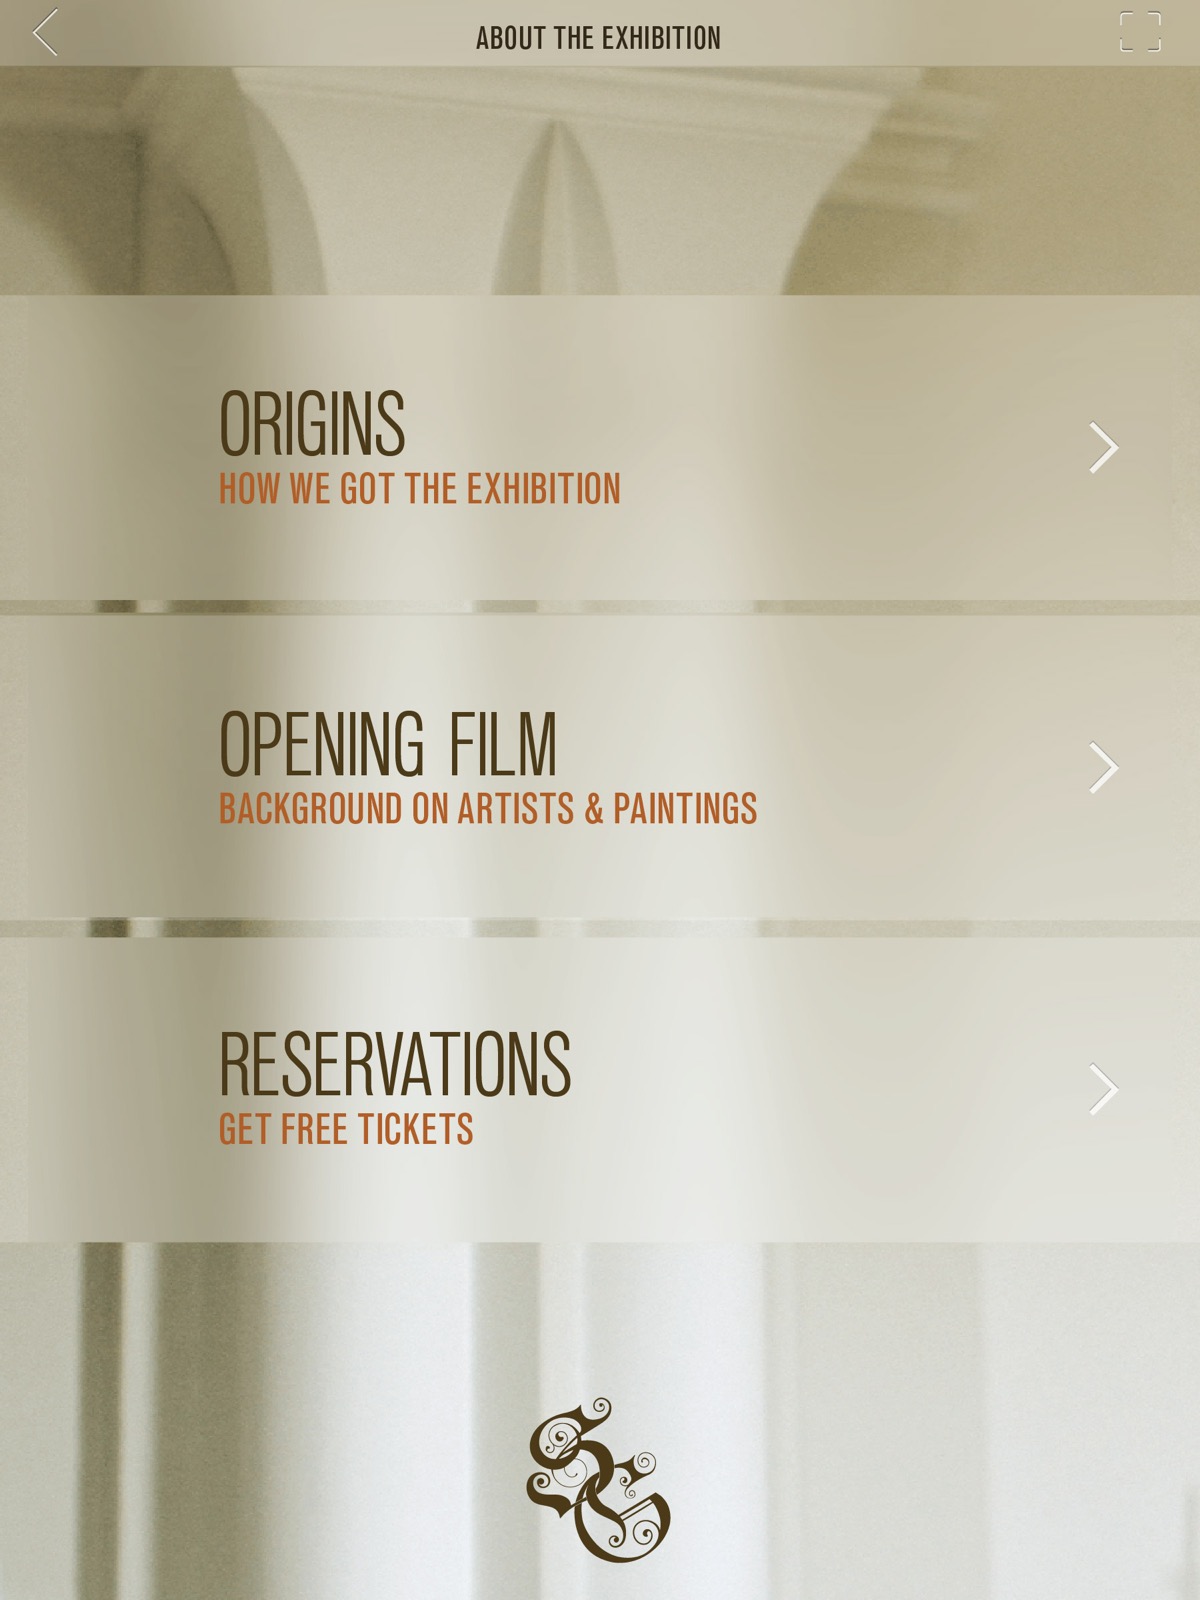 ABOUT THE EXHIBITION
ORIGINS
HOW WE GOT THE EXHIBITION
OPENING FILM
BACKGROUND ON ARTISTS & PAINTINGS
RESERVATIONS
GET FREE TICKETS